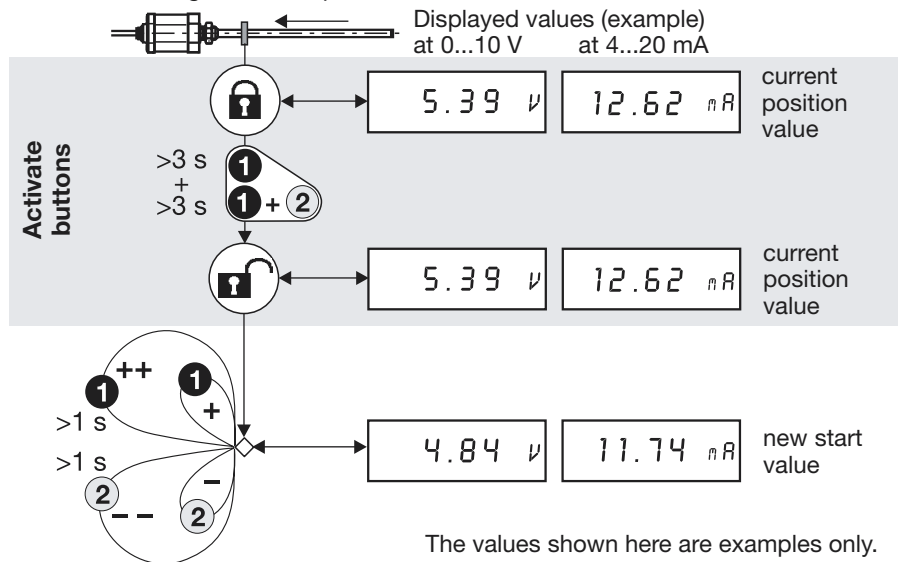 Displayed values (example)
at 0...10 V at 4...20 mA
5.39 V 12.62 mA
current
position
value
Activate
buttons
>3 s 1
+
>3 s 1 + 2
5.39 V 12.62 mA
current
position
value
1 ++ 1
+
>1 s
4.84 V 11.74 mA
new start
value
>1 s
2 -
- - 2
The values shown here are examples only.